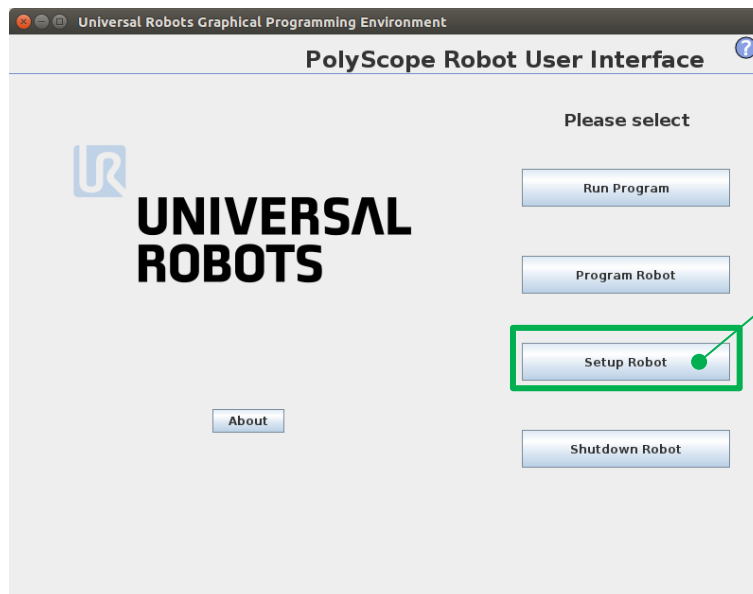 Universal Robots Graphical Programming Environment
PolyScope Robot User Interface
?
Please select
UR
UNIVERSAL
ROBOTS
Run Program
Program Robot
Setup Robot
About
Shutdown Robot